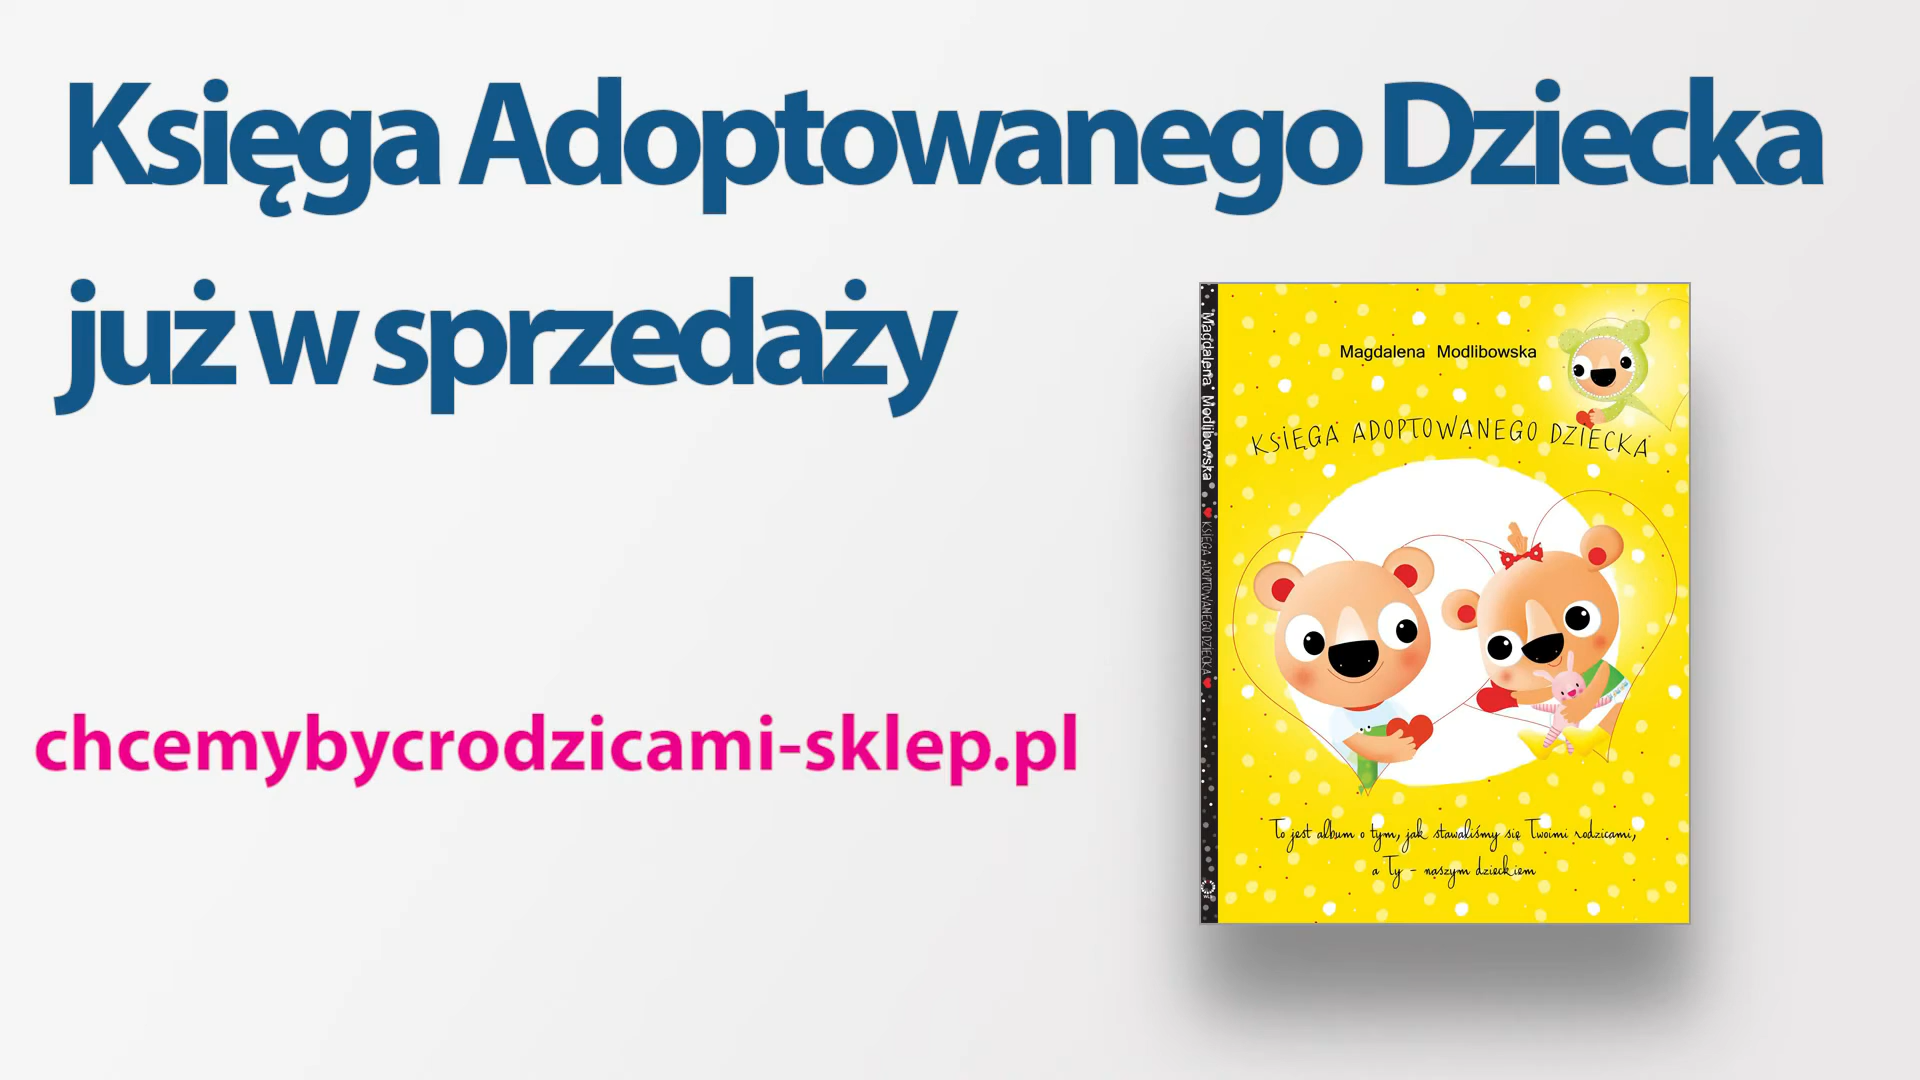 Księga Adoptowanego Dziecka
już w sprzedaży
chcemybycrodzicami-sklep.pl
Magdalena Modlibowska
KSIĘGA ADOPTOWANEGO DZIECKA
To jest album o tym, jak stawaliśmy się Twoimi rodzicami,
a Ty - naszym dzieckiem
Magdalena Modlibowska
KSIĘGA ADOPTOWANEGO DZIECKA